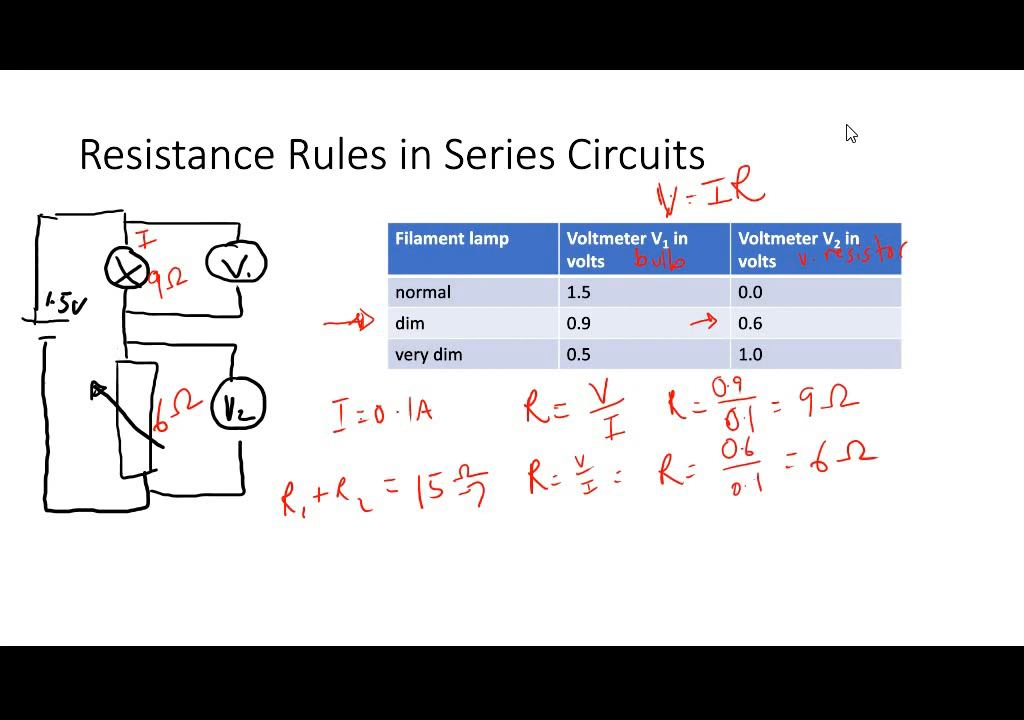 Resistance Rules in Series Circuits
V = IR
Filament lamp Voltmeter V₁ in volts bulb Voltmeter V₂ in volts v. resistor
normal 1.5 0.0
dim 0.9 0.6
very dim 0.5 1.0
I
9Ω
V₁
1.5V
6Ω
V₂
I = 0.1A R = V/I R = 0.9/0.1 = 9Ω
R₁ + R₂ = 15Ω R = V/I = R = 0.6/0.1 = 6Ω